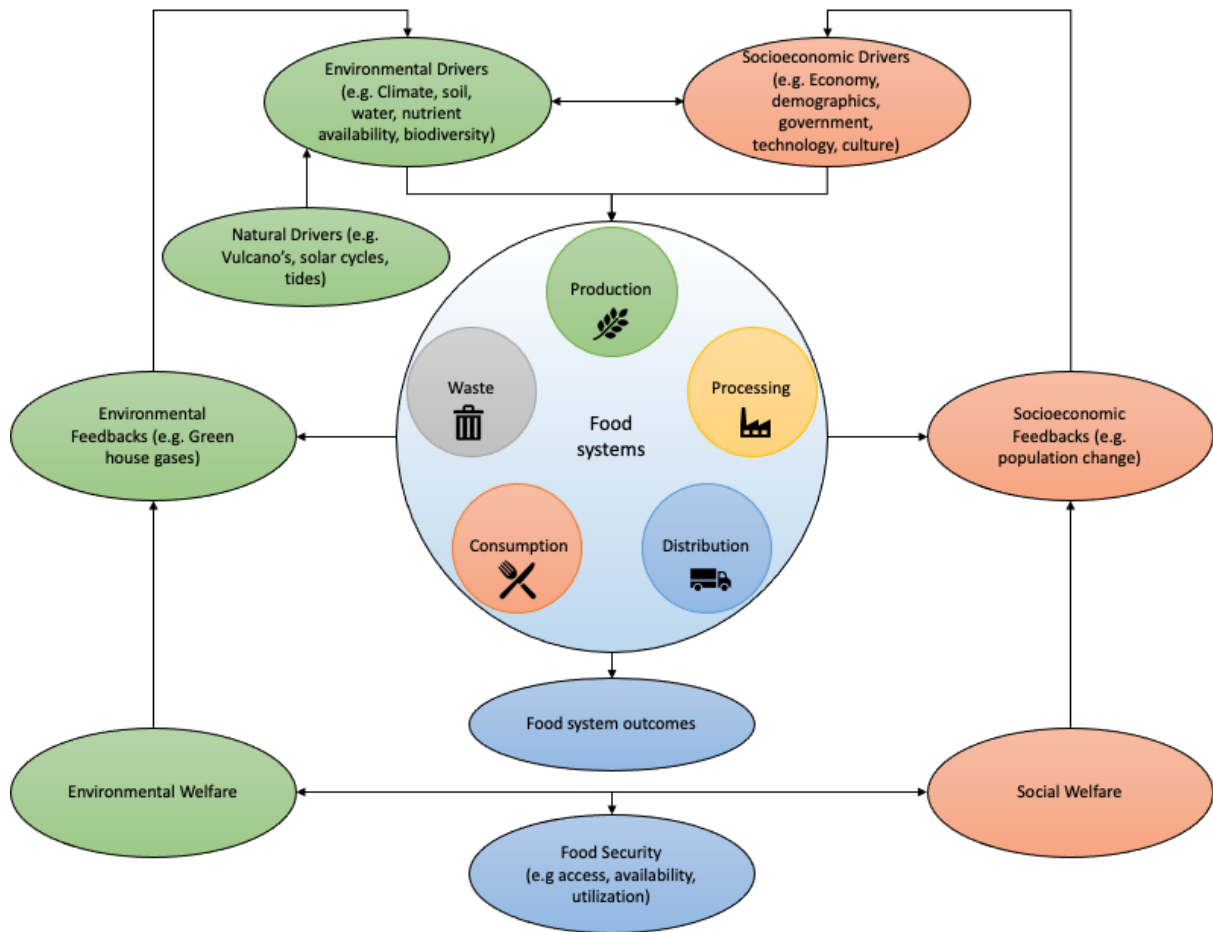 Environmental Drivers
(e.g. Climate, soil,
water, nutrient
availability, biodiversity)
Socioeconomic Drivers
(e.g. Economy,
demographics,
government,
technology, culture)
Natural Drivers (e.g.
Vulcano's, solar cycles,
tides)
Production
Waste
Processing
Food
systems
Environmental
Feedbacks (e.g. Green
house gases)
Socioeconomic
Feedbacks (e.g.
population change)
Consumption
Distribution
Food system outcomes
Environmental Welfare
Social Welfare
Food Security
(e.g access, availability,
utilization)